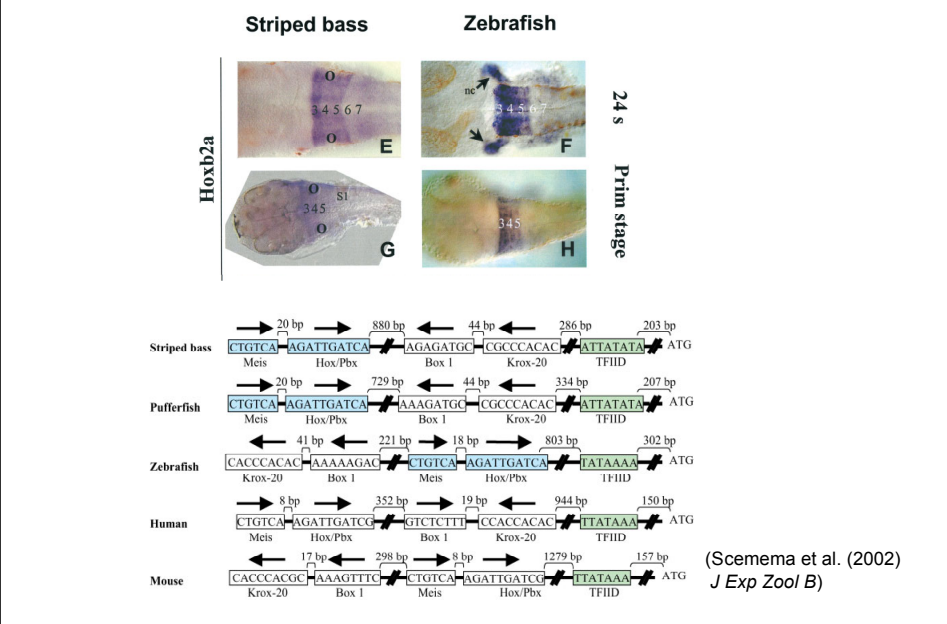 Striped bass Zebrafish
Hoxb2a
O
3 4 5 6 7
O
E
nc
3 4 5 6 7
F
24 s
O
S1
345
O
G
345
H
Prim stage
20 bp 880 bp 44 bp 286 bp 203 bp
Striped bass CTGTCA AGATTGATCA AGAGATGC CGCCCACAC ATTATATA ATG
Meis Hox/Pbx Box 1 Krox-20 TFIID
20 bp 729 bp 44 bp 334 bp 207 bp
Pufferfish CTGTCA AGATTGATCA AAAGATGC CGCCCACAC ATTATATA ATG
Meis Hox/Pbx Box 1 Krox-20 TFIID
41 bp 221 bp 18 bp 803 bp 302 bp
Zebrafish CACCCACAC AAAAAGAC CTGTCA AGATTGATCA TATAAAA ATG
Krox-20 Box 1 Meis Hox/Pbx TFIID
8 bp 352 bp 19 bp 944 bp 150 bp
Human CTGTCA AGATTGATCG GTCTCTTT CCACCACAC TTATAAA ATG
Meis Hox/Pbx Box 1 Krox-20 TFIID
17 bp 298 bp 8 bp 1279 bp 157 bp
Mouse CACCCACGC AAAGTTTC CTGTCA AGATTGATCG TTATAAA ATG
Krox-20 Box 1 Meis Hox/Pbx TFIID
(Scemema et al. (2002)
J Exp Zool B)